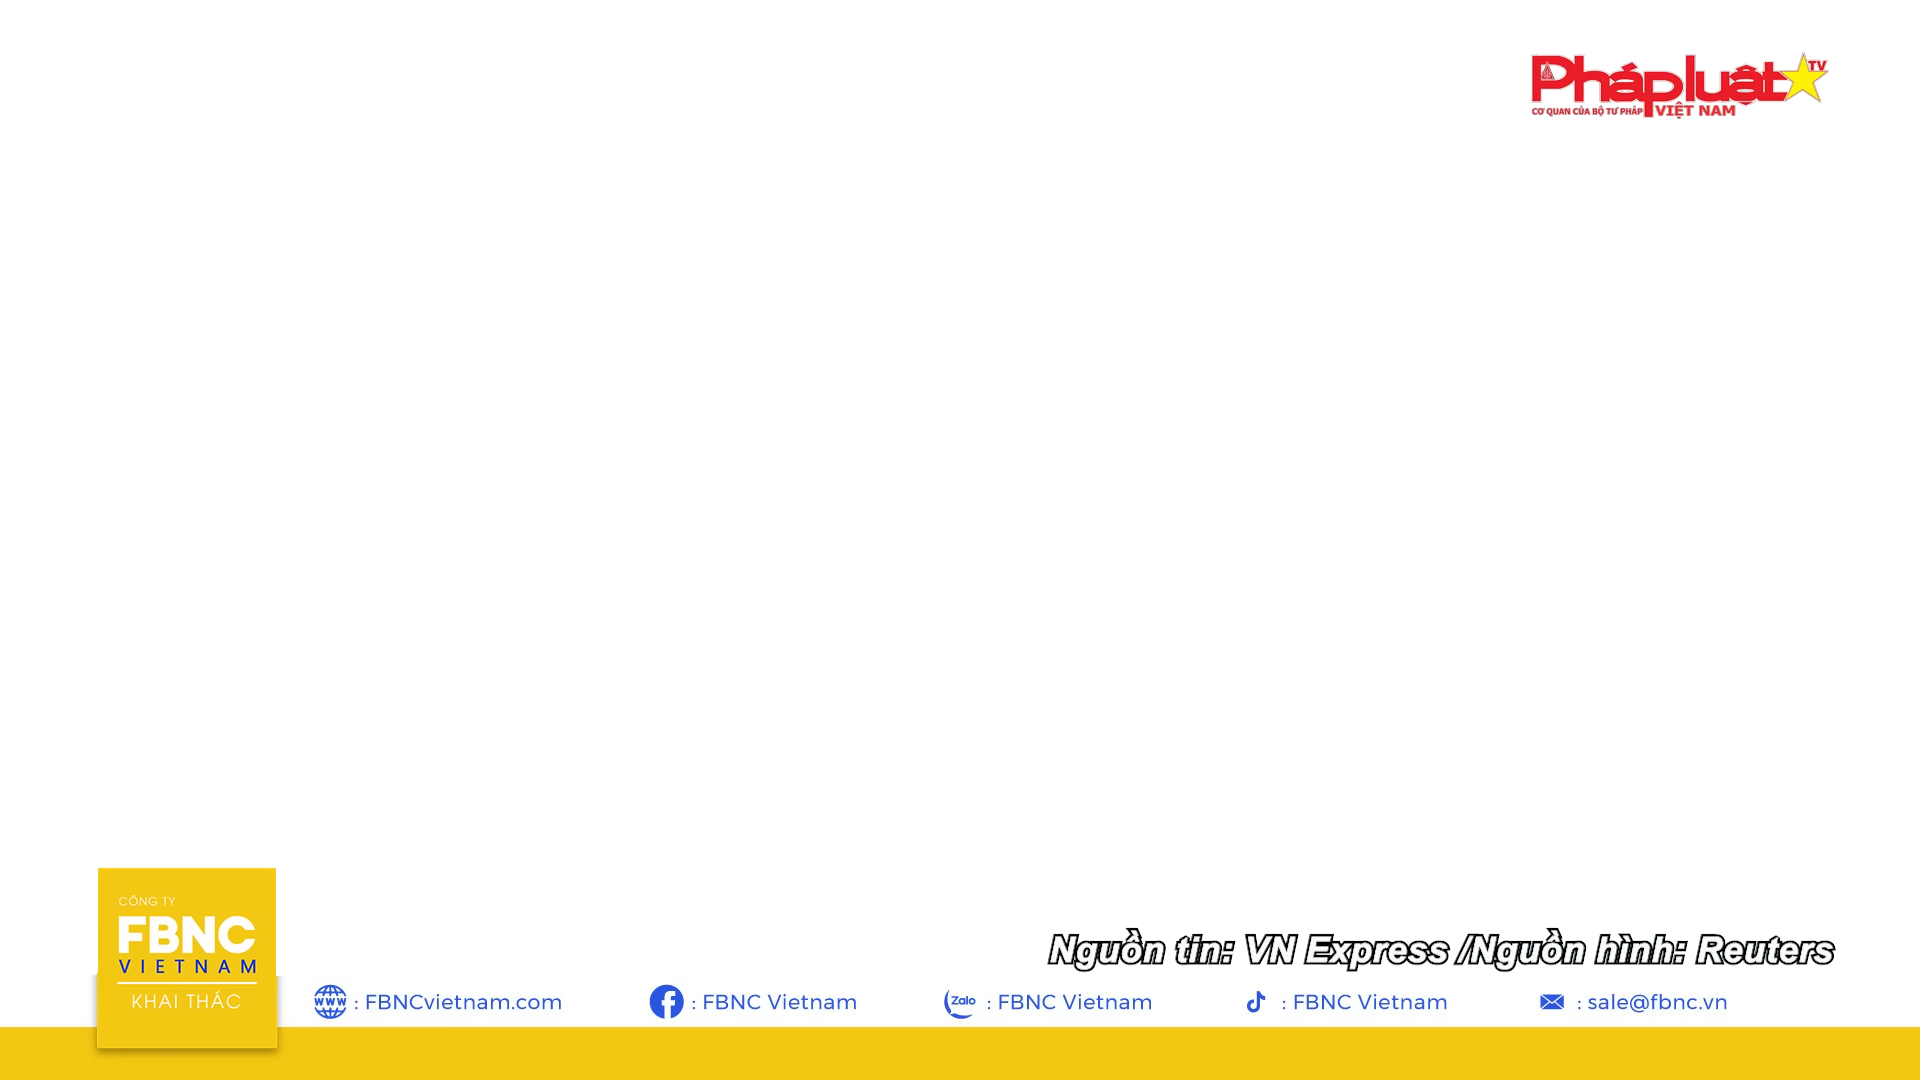 Phápluật TV
CƠ QUAN CỦA BỘ TƯ PHÁP VIỆT NAM
CÔNG TY
FBNC
VIETNAM
KHAI THÁC
Nguồn tin: VN Express /Nguồn hình: Reuters
www : FBNCvietnam.com : FBNC Vietnam Zalo : FBNC Vietnam : FBNC Vietnam : sale@fbnc.vn